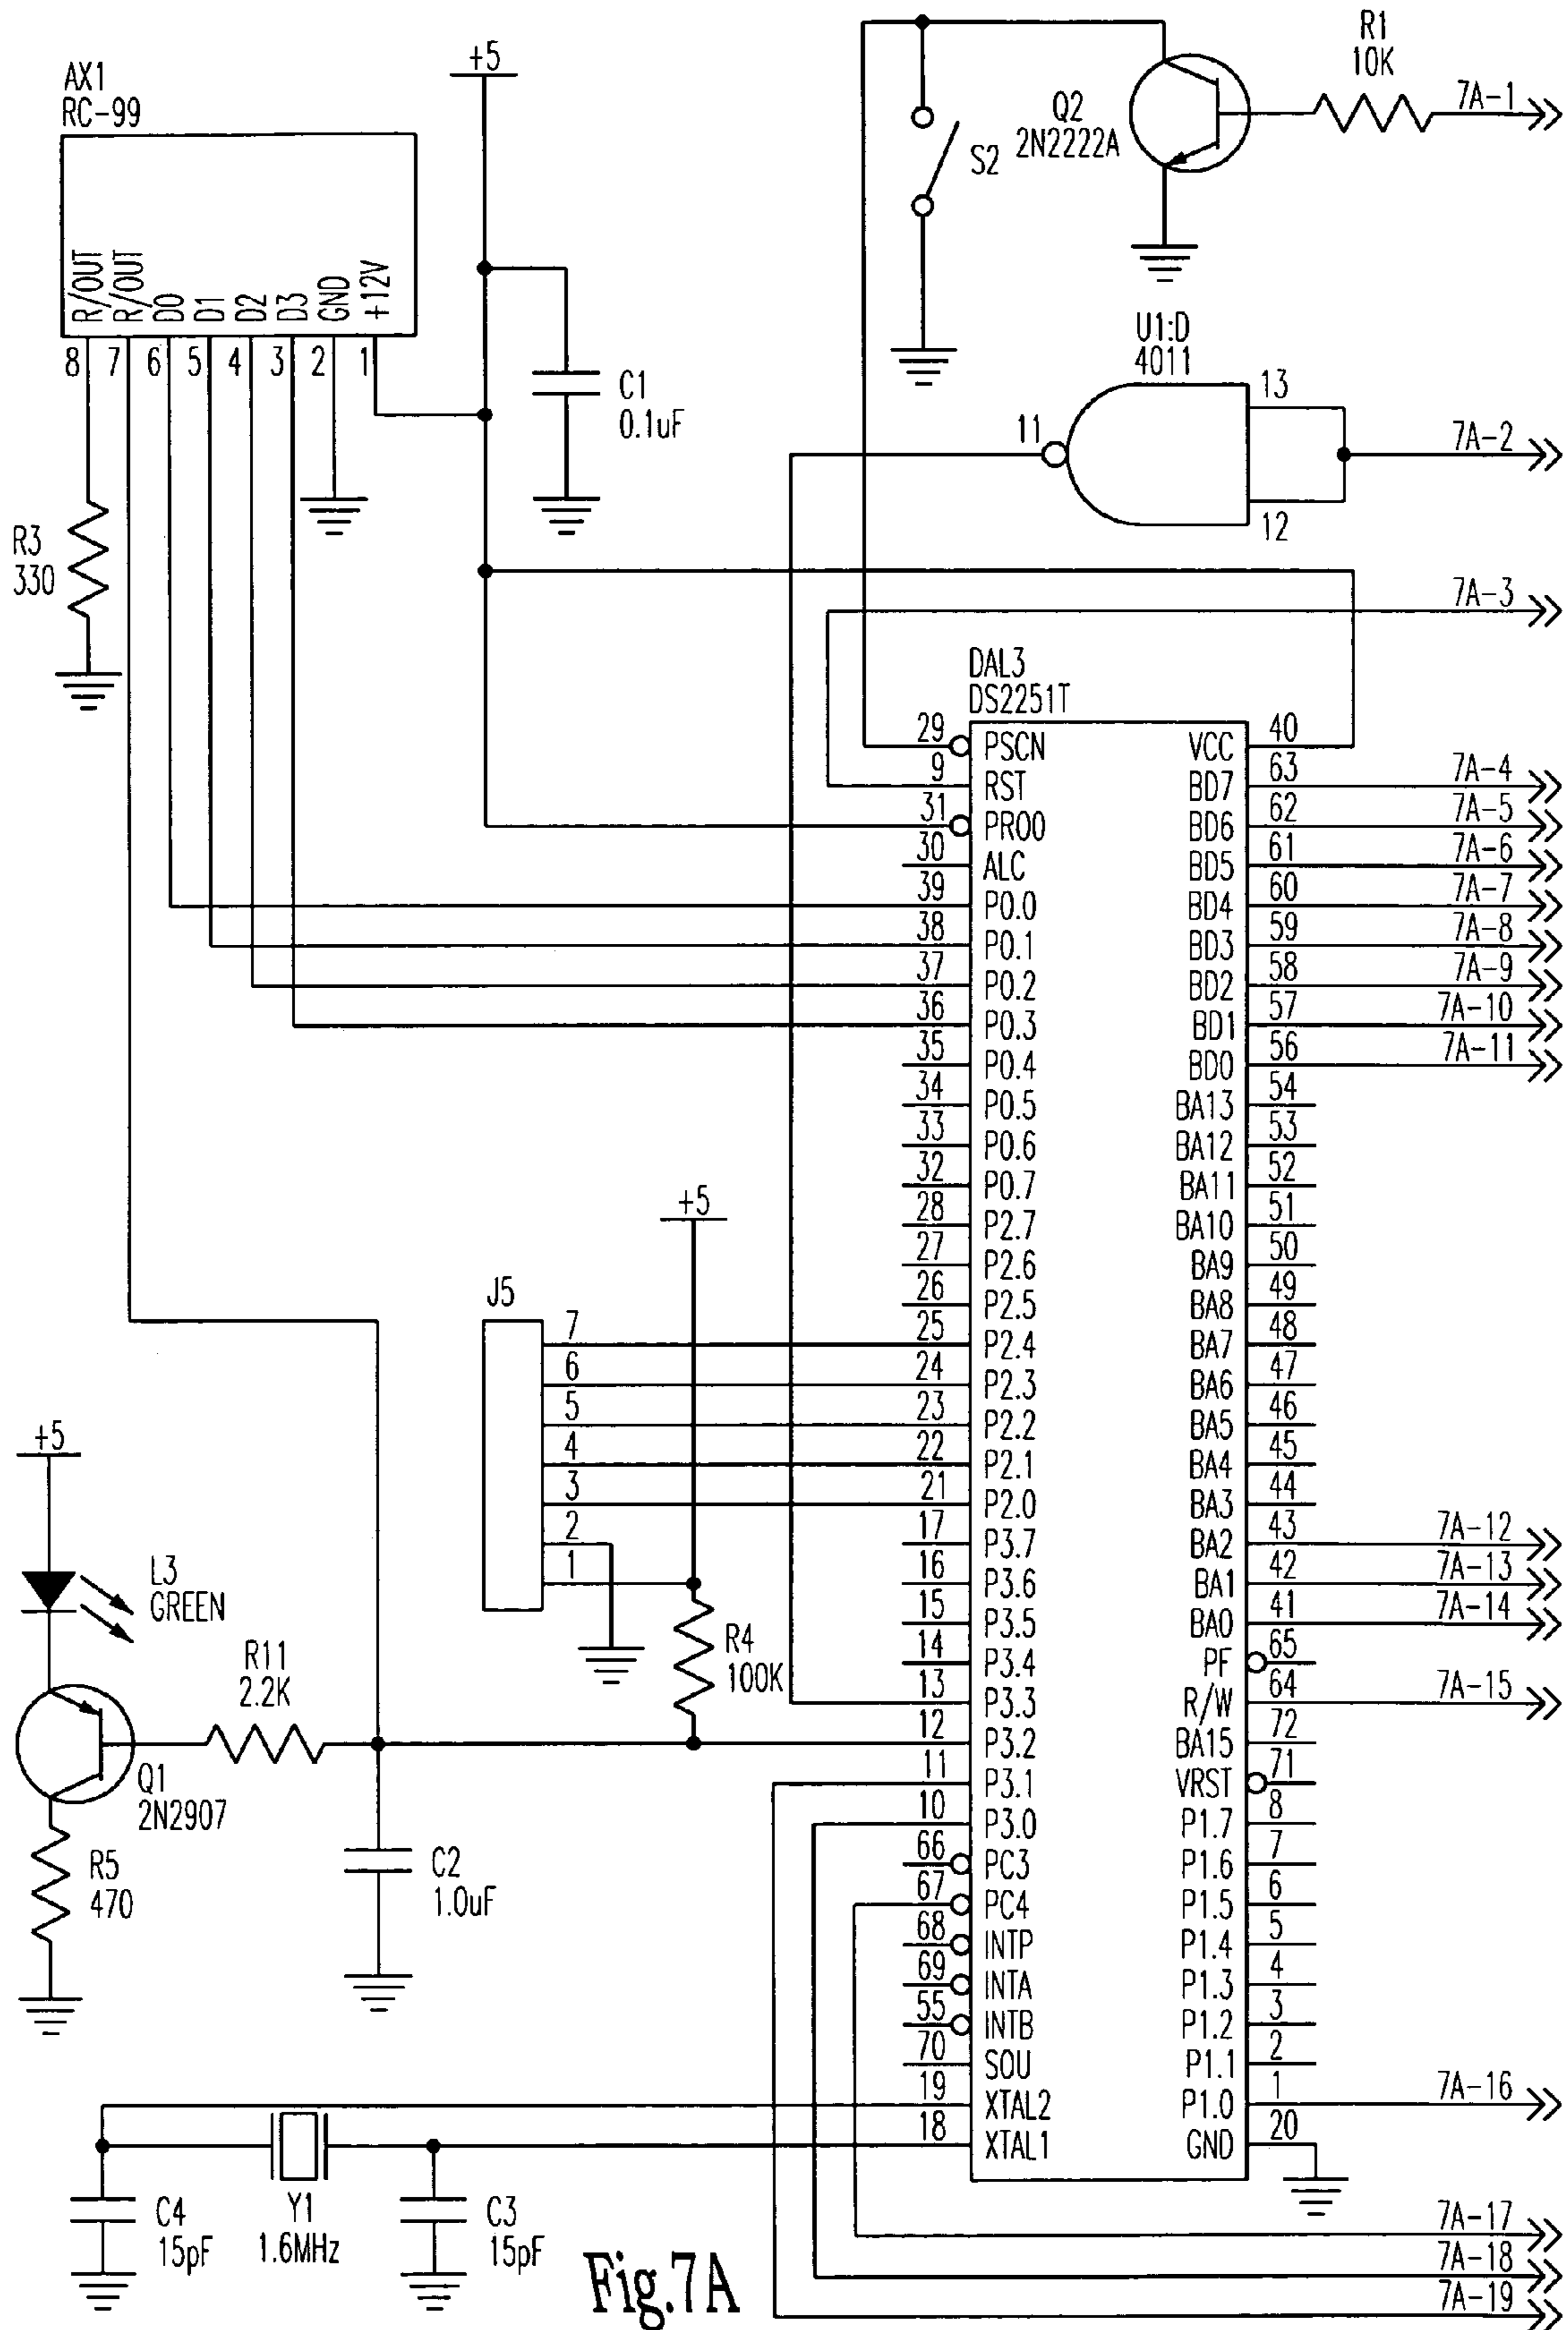 AX1
RC-99
R/OUT
R/OUT
D0
D1
D2
D3
GND
+12V
8
7
6
5
4
3
2
1
+5
C1
0.1uF
R3
330
S2
Q2
2N2222A
R1
10K
7A-1
U1:D
4011
11
13
12
7A-2
7A-3
DAL3
DS2251T
29 PSCN VCC 40
9 RST BD7 63 7A-4
31 PROO BD6 62 7A-5
30 ALC BD5 61 7A-6
39 P0.0 BD4 60 7A-7
38 P0.1 BD3 59 7A-8
37 P0.2 BD2 58 7A-9
36 P0.3 BD1 57 7A-10
35 P0.4 BD0 56 7A-11
34 P0.5 BA13 54
33 P0.6 BA12 53
32 P0.7 BA11 52
28 P2.7 BA10 51
27 P2.6 BA9 50
26 P2.5 BA8 49
25 P2.4 BA7 48
24 P2.3 BA6 47
23 P2.2 BA5 46
22 P2.1 BA4 45
21 P2.0 BA3 44
17 P3.7 BA2 43 7A-12
16 P3.6 BA1 42 7A-13
15 P3.5 BA0 41 7A-14
14 P3.4 PF 65
13 P3.3 R/W 64 7A-15
12 P3.2 BA15 72
11 P3.1 VRST 71
10 P3.0 P1.7 8
66 PC3 P1.6 7
67 PC4 P1.5 6
68 INTP P1.4 5
69 INTA P1.3 4
55 INTB P1.2 3
70 SOU P1.1 2
19 XTAL2 P1.0 1 7A-16
18 XTAL1 GND 20
+5
J5
7
6
5
4
3
2
1
R4
100K
+5
L3
GREEN
R11
2.2K
Q1
2N2907
R5
470
C2
1.0uF
C4
15pF
Y1
1.6MHz
C3
15pF
7A-17
7A-18
7A-19
Fig.7A